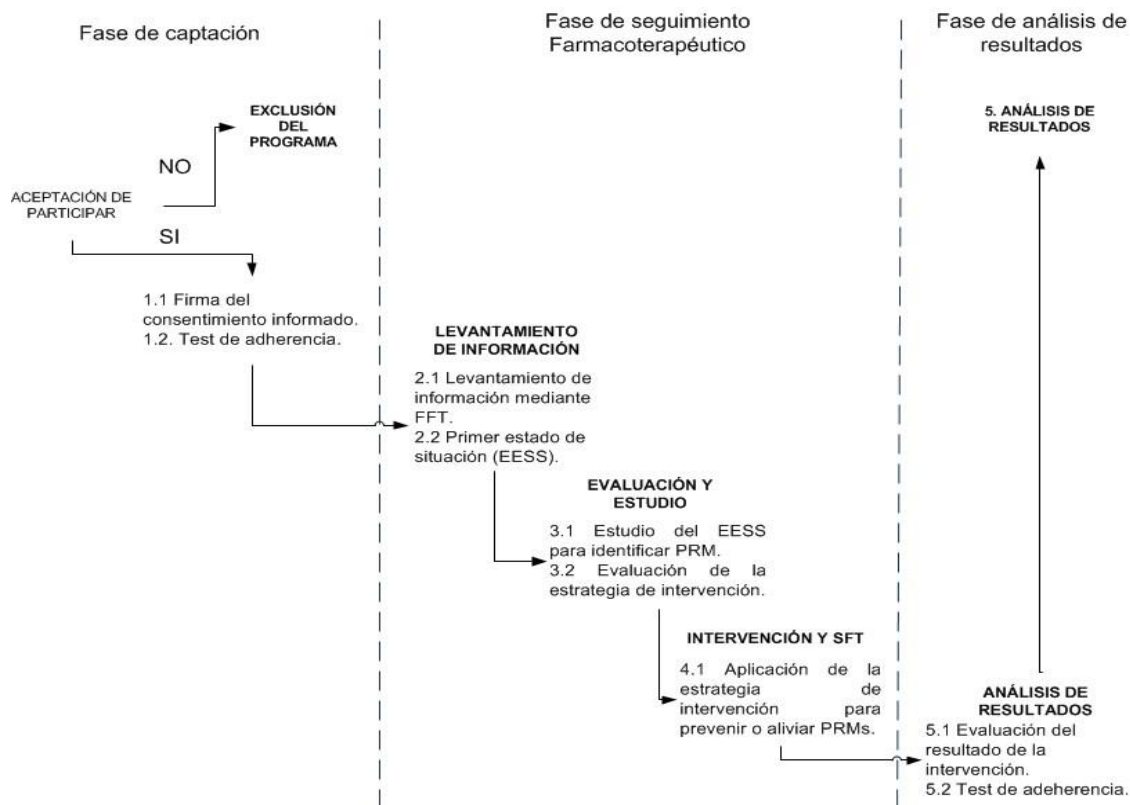 Fase de captación
Fase de seguimiento
Farmacoterapéutico
Fase de análisis de
resultados
EXCLUSIÓN
DEL
PROGRAMA
NO
ACEPTACIÓN DE
PARTICIPAR
SI
1.1 Firma del
consentimiento informado.
1.2. Test de adherencia.
LEVANTAMIENTO
DE INFORMACIÓN
2.1 Levantamiento de
información mediante
FFT.
2.2 Primer estado de
situación (EESS).
EVALUACIÓN Y
ESTUDIO
3.1 Estudio del EESS
para identificar PRM.
3.2 Evaluación de la
estrategia de intervención.
INTERVENCIÓN Y SFT
4.1 Aplicación de la
estrategia de
intervención para
prevenir o aliviar PRMs.
5. ANÁLISIS DE
RESULTADOS
ANÁLISIS DE
RESULTADOS
5.1 Evaluación del
resultado de la
intervención.
5.2 Test de adeherencia.